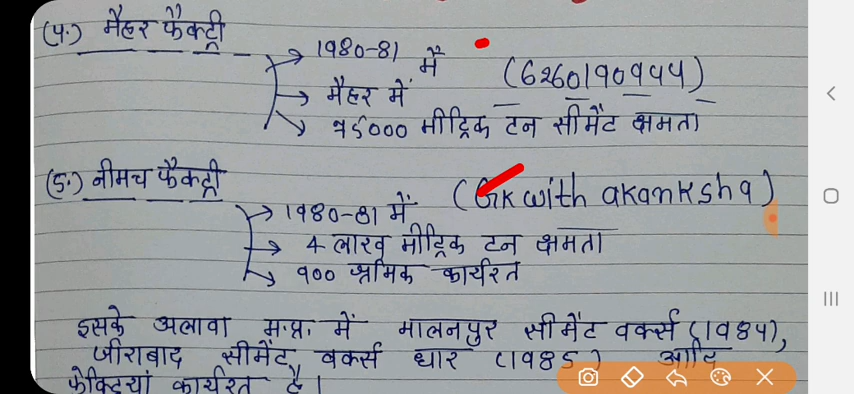 (4.) मैहर फैक्ट्री
1980-81 में
(6260190944)
मैहर में
75000 मीट्रिक टन सीमेंट क्षमता
(5.) नीमच फैक्ट्री
(GK with akanksha)
1980-81 में
4 लाख मीट्रिक टन क्षमता
900 श्रमिक कार्यरत
इसके अलावा म.प्र. में मालनपुर सीमेंट वर्क्स (1984),
जीराबाद सीमेंट वर्क्स धार (1985) आदि
फैक्ट्रियां कार्यरत है।